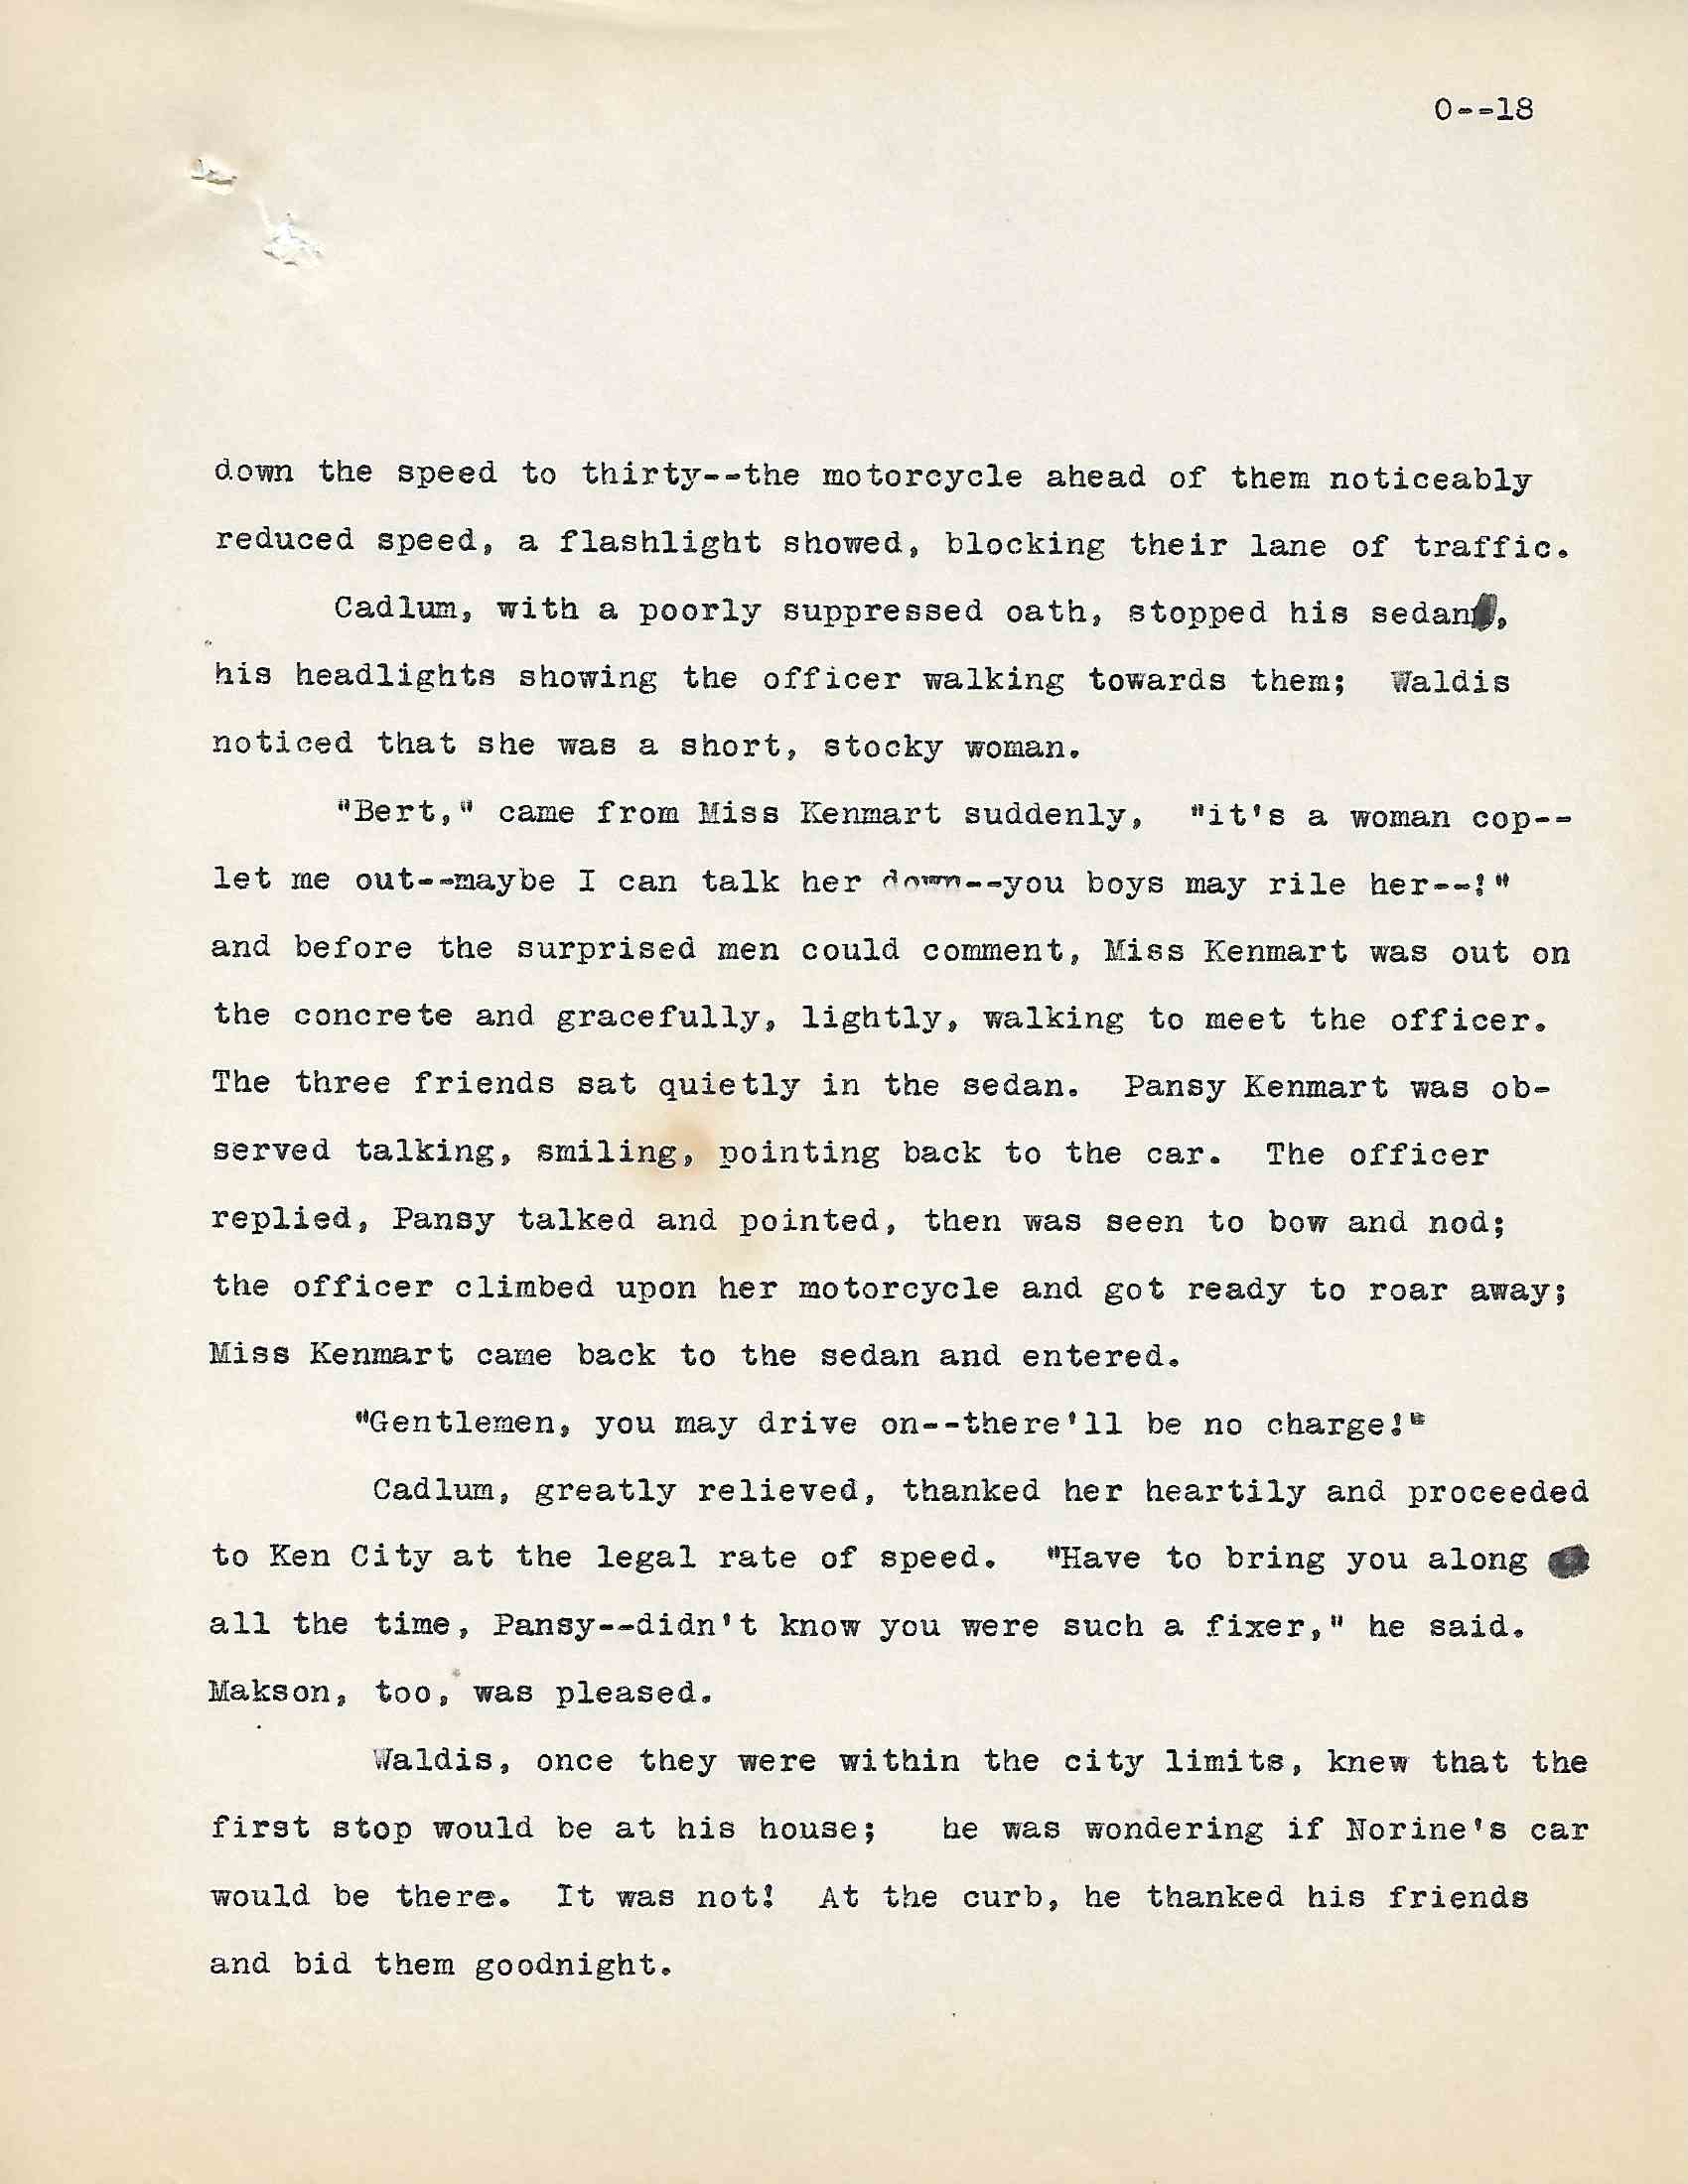 0--18
down the speed to thirty--the motorcycle ahead of them noticeably
reduced speed, a flashlight showed, blocking their lane of traffic.
Cadlum, with a poorly suppressed oath, stopped his sedan,
his headlights showing the officer walking towards them;  Waldis
noticed that she was a short, stocky woman.
"Bert," came from Miss Kenmart suddenly,  "it's a woman cop--
let me out--maybe I can talk her down--you boys may rile her--!"
and before the surprised men could comment, Miss Kenmart was out on
the concrete and gracefully, lightly, walking to meet the officer.
The three friends sat quietly in the sedan.  Pansy Kenmart was ob-
served talking, smiling, pointing back to the car.  The officer
replied, Pansy talked and pointed, then was seen to bow and nod;
the officer climbed upon her motorcycle and got ready to roar away;
Miss Kenmart came back to the sedan and entered.
"Gentlemen, you may drive on--there'll be no charge!"
Cadlum, greatly relieved, thanked her heartily and proceeded
to Ken City at the legal rate of speed.  "Have to bring you along
all the time, Pansy--didn't know you were such a fixer," he said.
Makson, too, was pleased.
Waldis, once they were within the city limits, knew that the
first stop would be at his house;   he was wondering if Norine's car
would be there.  It was not!  At the curb, he thanked his friends
and bid them goodnight.